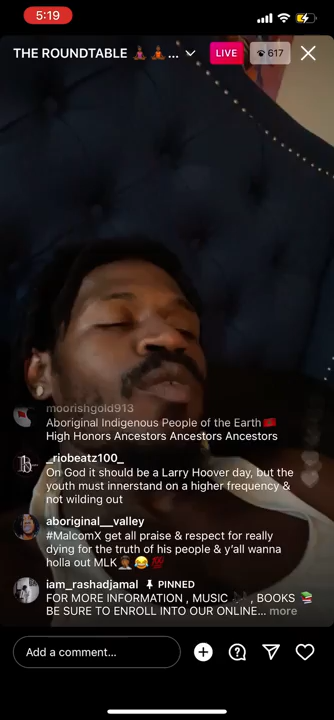 5:19
THE ROUNDTABLE 🧘🏾‍♀️ 🧘🏾 ...
LIVE
617
moorishgold913
Aboriginal Indigenous People of the Earth🇲🇦
High Honors Ancestors Ancestors Ancestors
_riobeatz100_
On God it should be a Larry Hoover day, but the
youth must innerstand on a higher frequency &
not wilding out
aboriginal__valley
#MalcomX get all praise & respect for really
dying for the truth of his people & y'all wanna
holla out MLK🤦🏾‍♂️😂💯
iam_rashadjamal 📌 PINNED
FOR MORE INFORMATION , MUSIC 🎶 , BOOKS 📚
BE SURE TO ENROLL INTO OUR ONLINE... more
Add a comment...